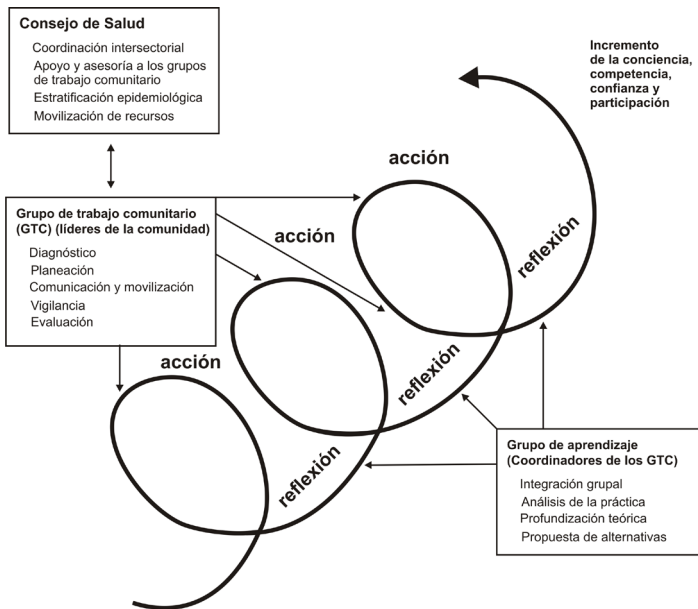 Consejo de Salud
Coordinación intersectorial
Apoyo y asesoría a los grupos
de trabajo comunitario
Estratificación epidemiológica
Movilización de recursos
Incremento
de la conciencia,
competencia,
confianza y
participación
Grupo de trabajo comunitario
(GTC) (líderes de la comunidad)
Diagnóstico
Planeación
Comunicación y movilización
Vigilancia
Evaluación
acción
acción
acción
reflexión
reflexión
reflexión
Grupo de aprendizaje
(Coordinadores de los GTC)
Integración grupal
Análisis de la práctica
Profundización teórica
Propuesta de alternativas